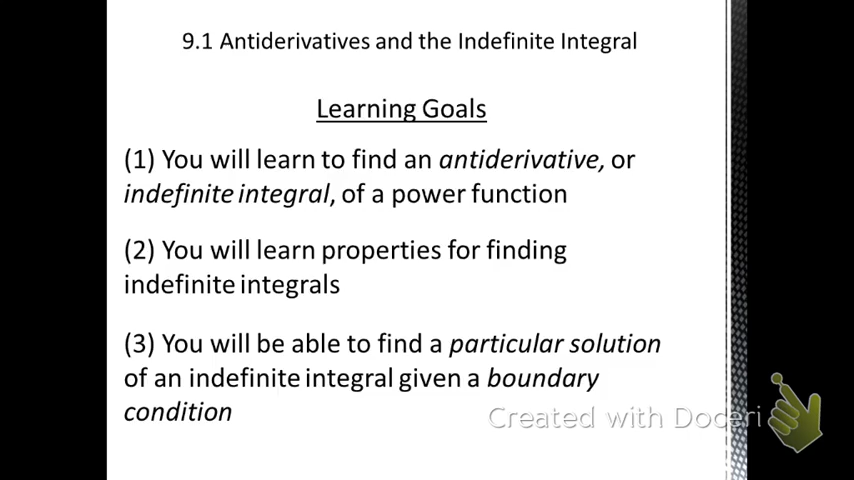 9.1 Antiderivatives and the Indefinite Integral
Learning Goals
(1) You will learn to find an antiderivative, or
indefinite integral, of a power function
(2) You will learn properties for finding
indefinite integrals
(3) You will be able to find a particular solution
of an indefinite integral given a boundary
condition
Created with Doceri